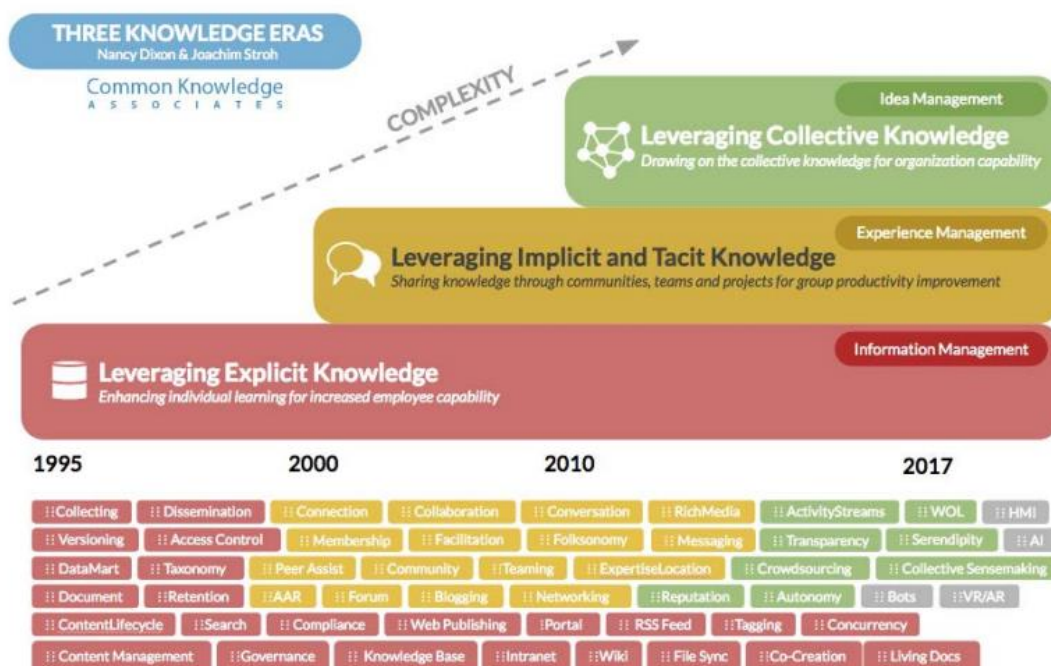 THREE KNOWLEDGE ERAS
Nancy Dixon & Joachim Stroh
Common Knowledge
ASSOCIATES
COMPLEXITY
Idea Management
Leveraging Collective Knowledge
Drawing on the collective knowledge for organization capability
Experience Management
Leveraging Implicit and Tacit Knowledge
Sharing knowledge through communities, teams and projects for group productivity improvement
Information Management
Leveraging Explicit Knowledge
Enhancing individual learning for increased employee capability
1995 2000 2010 2017
Collecting Dissemination Connection Collaboration Conversation RichMedia ActivityStreams WOL HMI
Versioning Access Control Membership Facilitation Folksonomy Messaging Transparency Serendipity AI
DataMart Taxonomy Peer Assist Community Teaming ExpertiseLocation Crowdsourcing Collective Sensemaking
Document Retention AAR Forum Blogging Networking Reputation Autonomy Bots VR/AR
ContentLifecycle Search Compliance Web Publishing Portal RSS Feed Tagging Concurrency
Content Management Governance Knowledge Base Intranet Wiki File Sync Co-Creation Living Docs